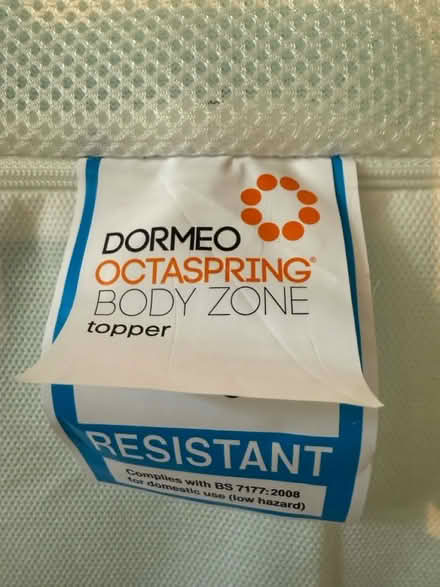 DORMEO
OCTASPRING®
BODY ZONE
topper
RESISTANT
Complies with BS 7177:2008
for domestic use (low hazard)